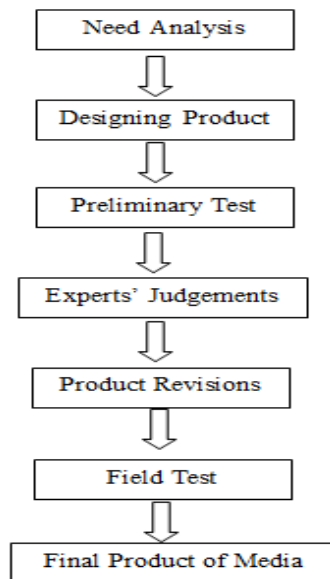 Need Analysis
Designing Product
Preliminary Test
Experts’ Judgements
Product Revisions
Field Test
Final Product of Media